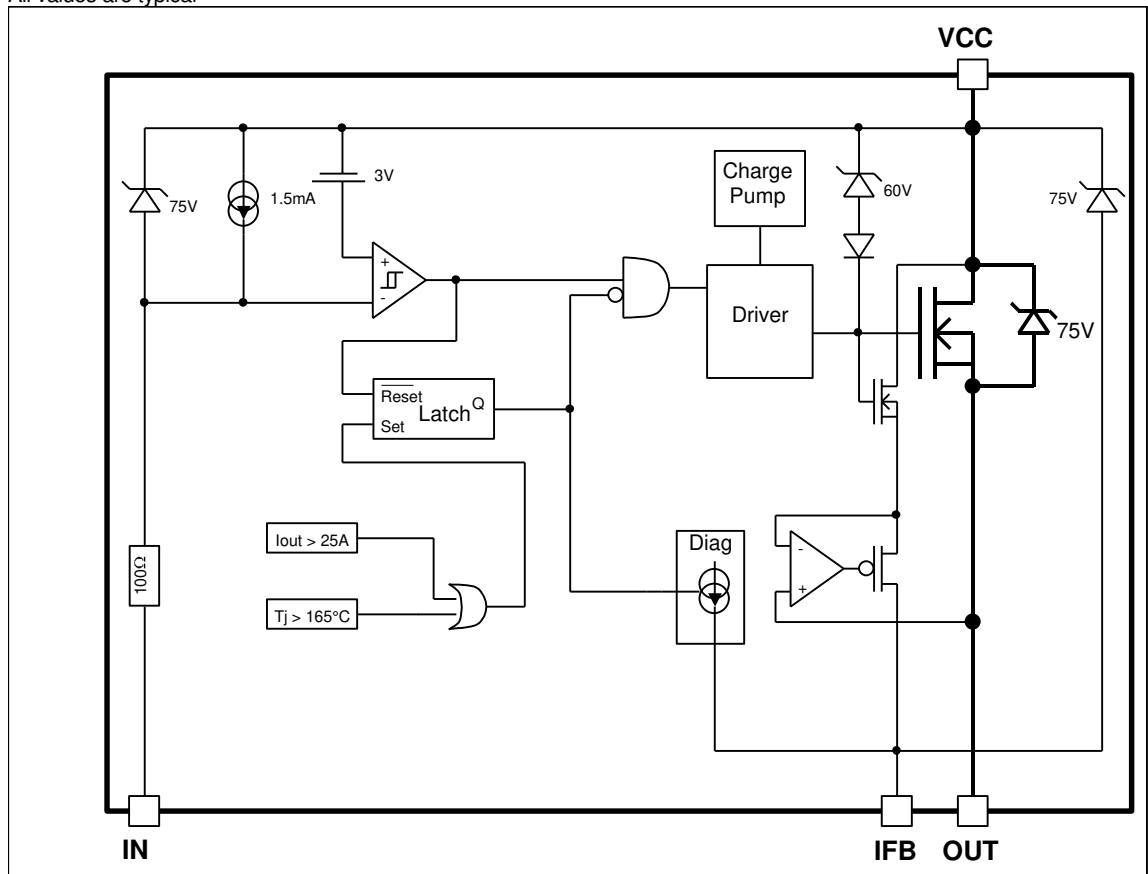 All values are typical
VCC
75V
1.5mA
3V
Charge
Pump
60V
75V
+
-
Driver
75V
Reset
Latch
Q
Set
Iout > 25A
Tj > 165°C
Diag
-
+
100Ω
IN
IFB
OUT